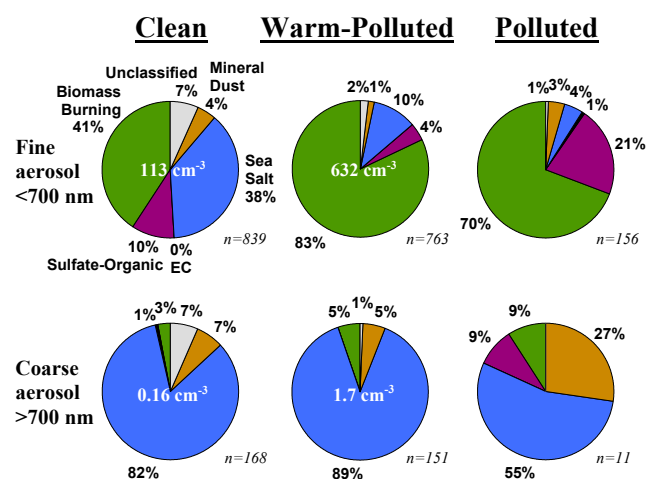 Clean Warm-Polluted Polluted
Unclassified
7%
Mineral
Dust
4%
Biomass
Burning
41%
Fine
aerosol
<700 nm
113 cm-3
Sea
Salt
38%
10%
Sulfate-Organic
0%
EC
n=839
2%
1%
10%
4%
632 cm-3
83%
n=763
1%
3%
4%
1%
21%
70%
n=156
Coarse
aerosol
>700 nm
1%
3%
7%
7%
0.16 cm-3
82%
n=168
5%
1%
5%
1.7 cm-3
89%
n=151
9%
9%
27%
55%
n=11